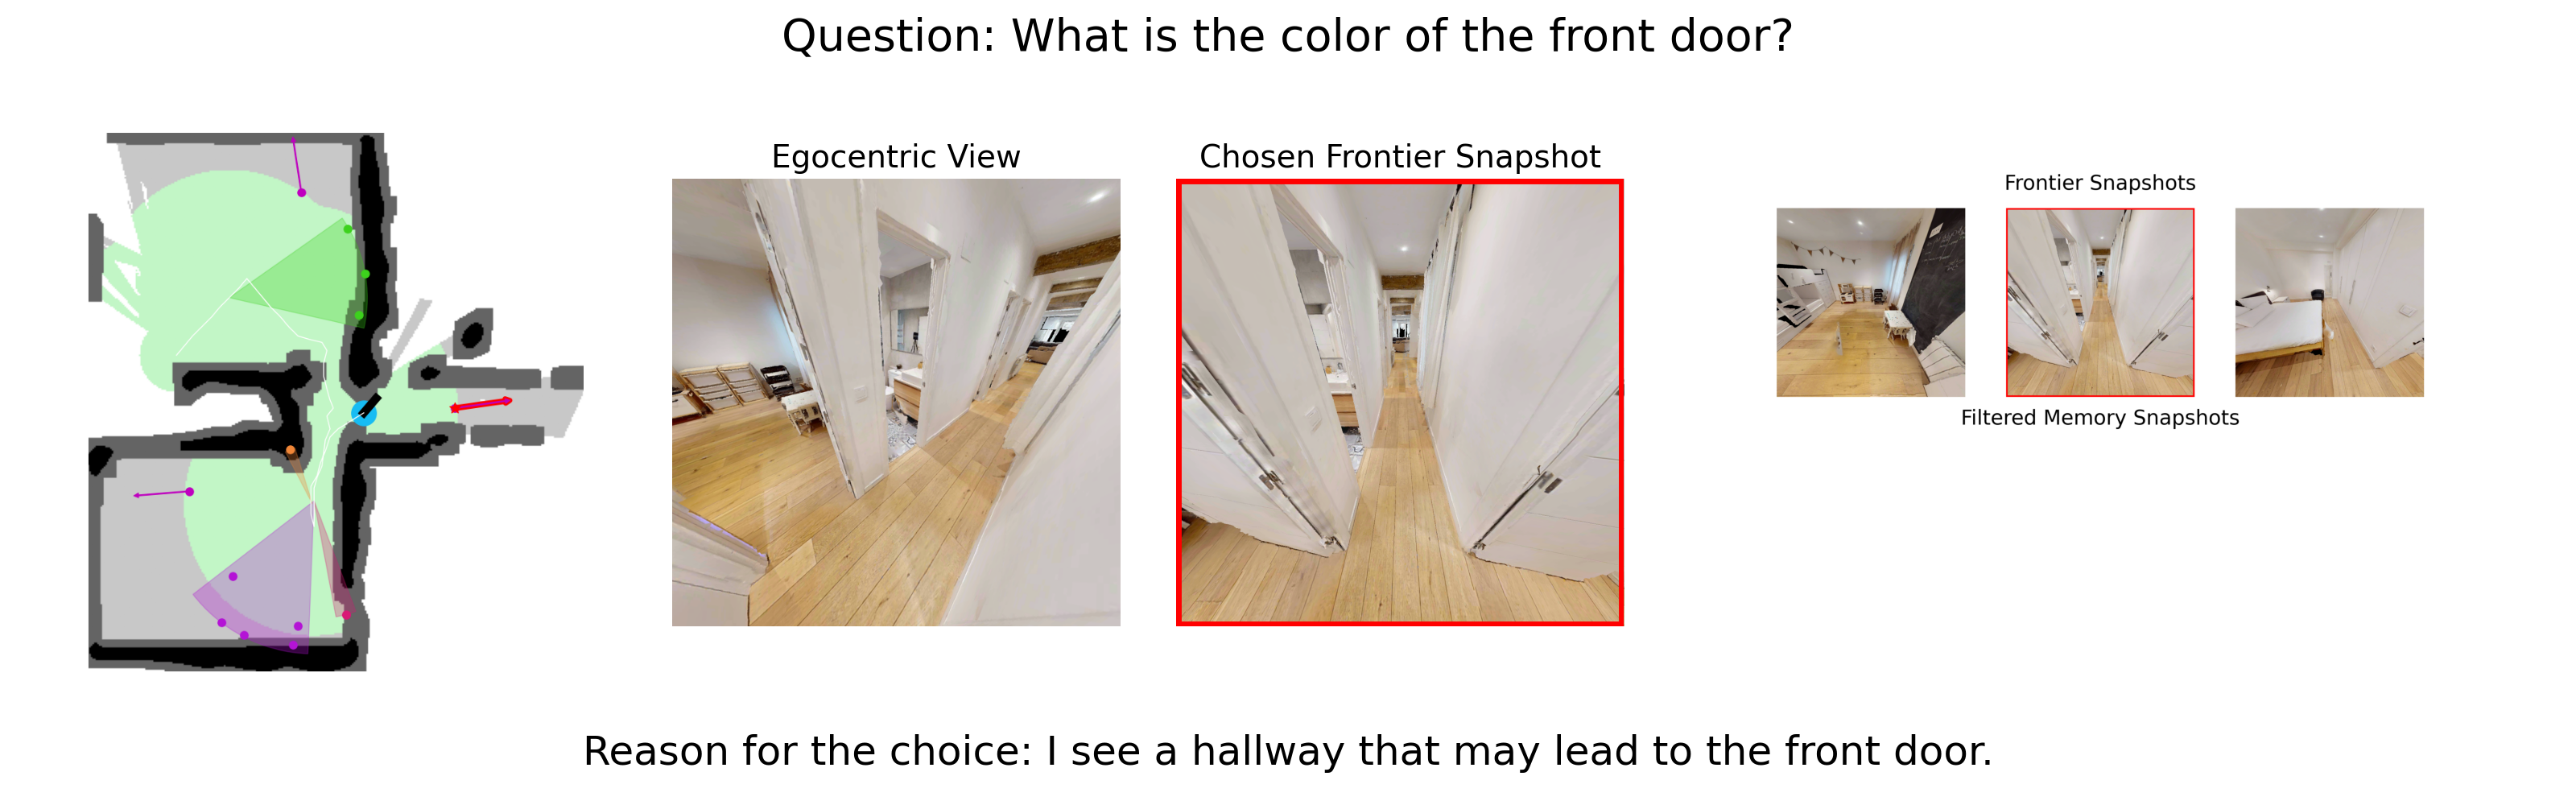 Question: What is the color of the front door?
Egocentric View
Chosen Frontier Snapshot
Frontier Snapshots
Filtered Memory Snapshots
Reason for the choice: I see a hallway that may lead to the front door.